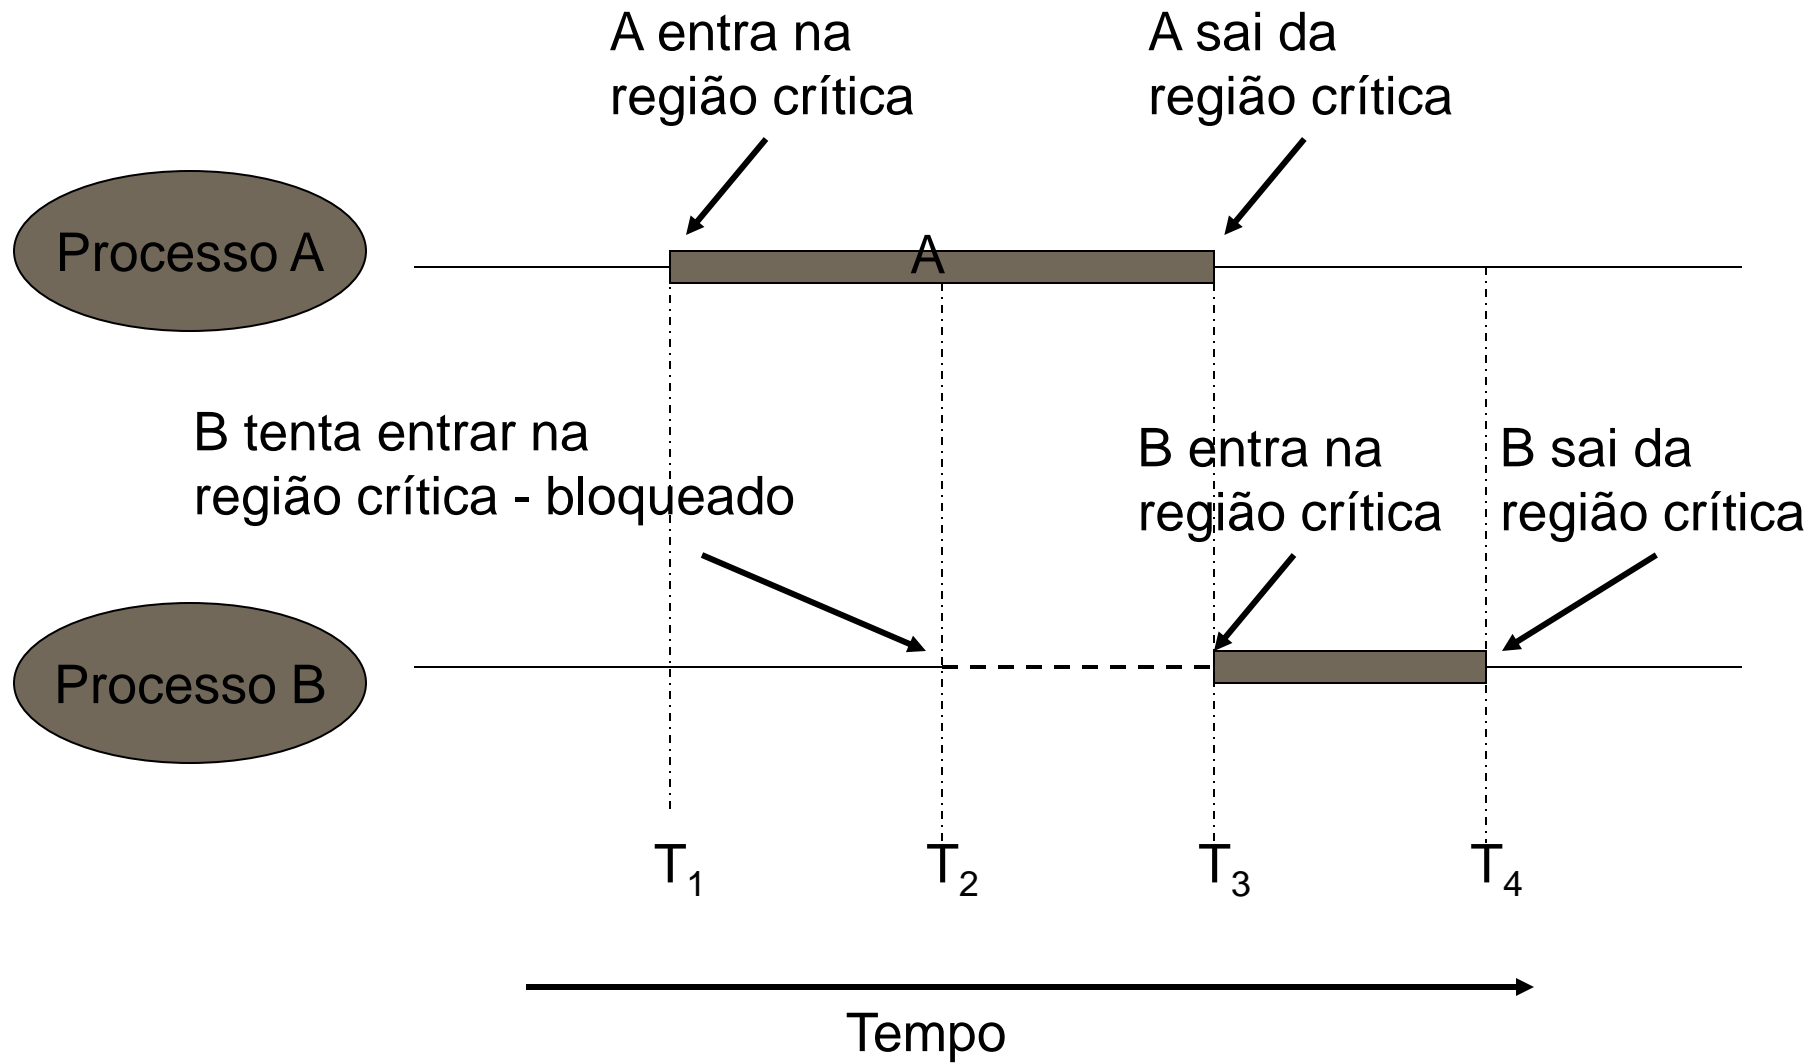 A entra na
região crítica
A sai da
região crítica
Processo A
A
B tenta entrar na
região crítica - bloqueado
B entra na
região crítica
B sai da
região crítica
Processo B
T1
T2
T3
T4
Tempo